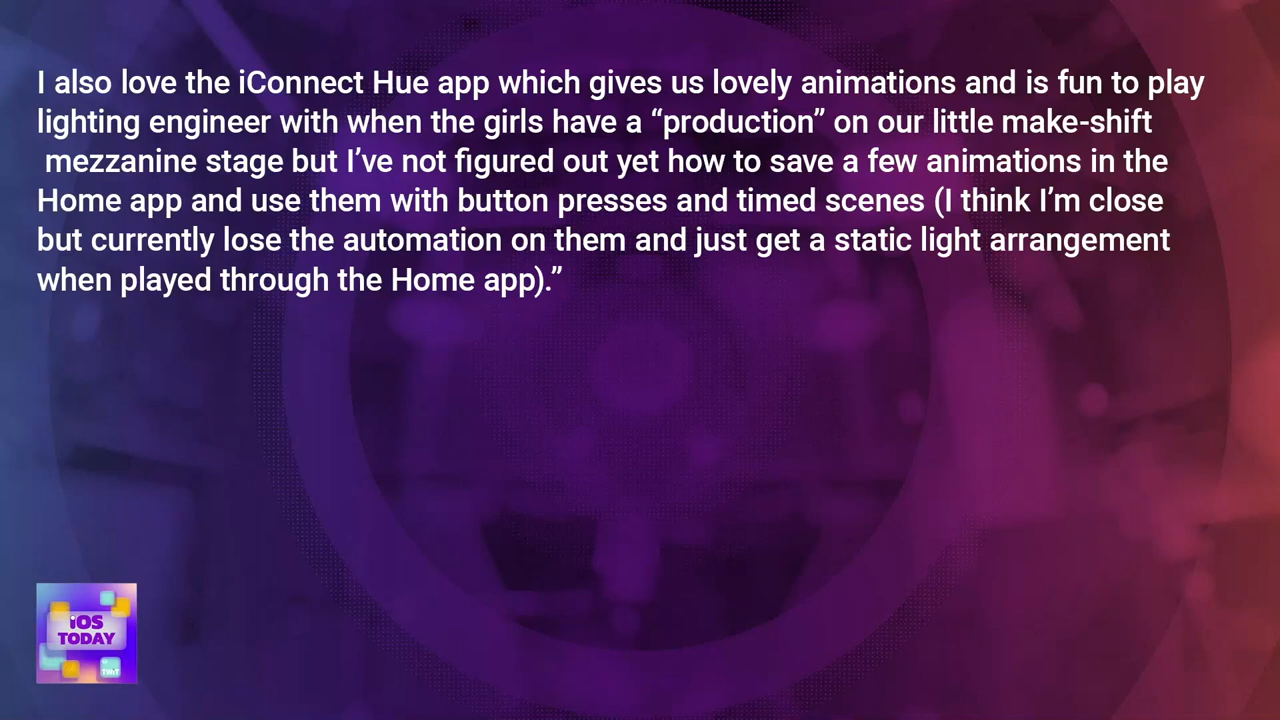 I also love the iConnect Hue app which gives us lovely animations and is fun to play
lighting engineer with when the girls have a “production” on our little make-shift
mezzanine stage but I’ve not figured out yet how to save a few animations in the
Home app and use them with button presses and timed scenes (I think I’m close
but currently lose the automation on them and just get a static light arrangement
when played through the Home app).”
iOS
TODAY
TWiT